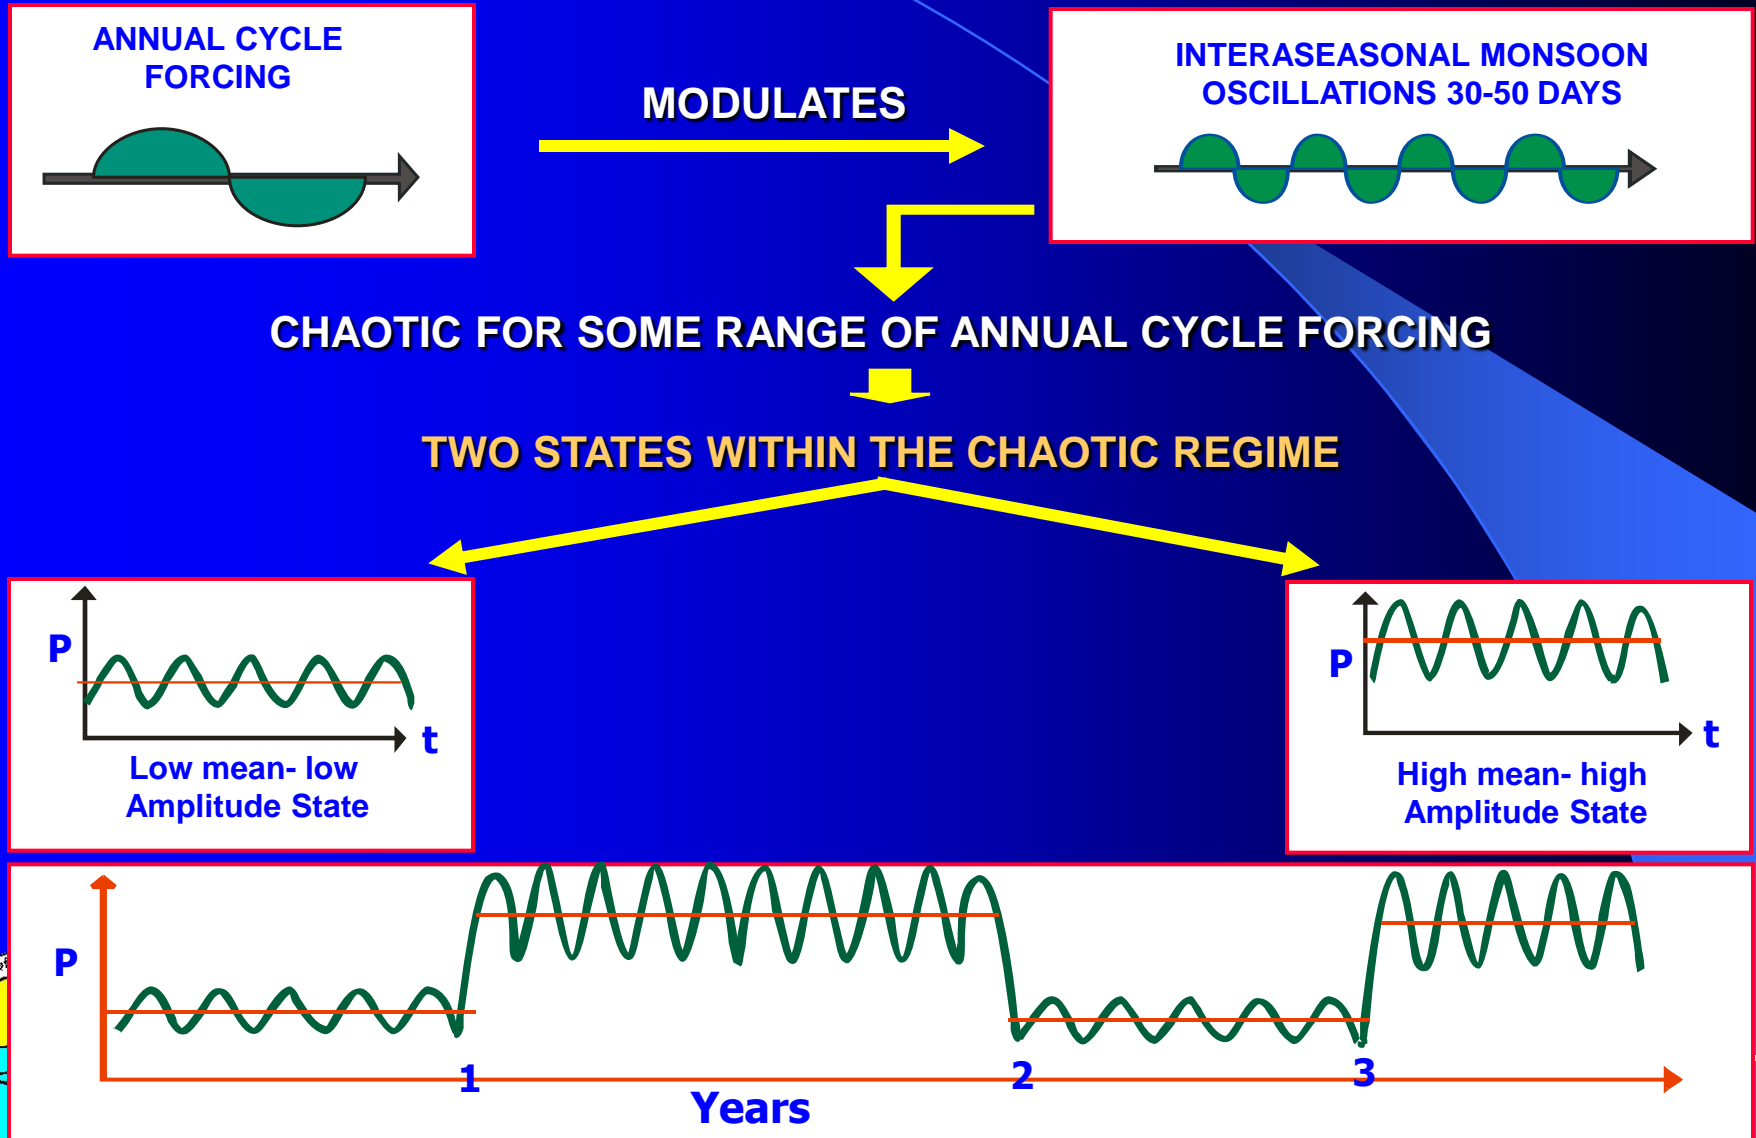 ANNUAL CYCLE
FORCING
MODULATES
INTERASEASONAL MONSOON
OSCILLATIONS 30-50 DAYS
CHAOTIC FOR SOME RANGE OF ANNUAL CYCLE FORCING
TWO STATES WITHIN THE CHAOTIC REGIME
P
t
Low mean- low
Amplitude State
P
t
High mean- high
Amplitude State
P
1
2
3
Years